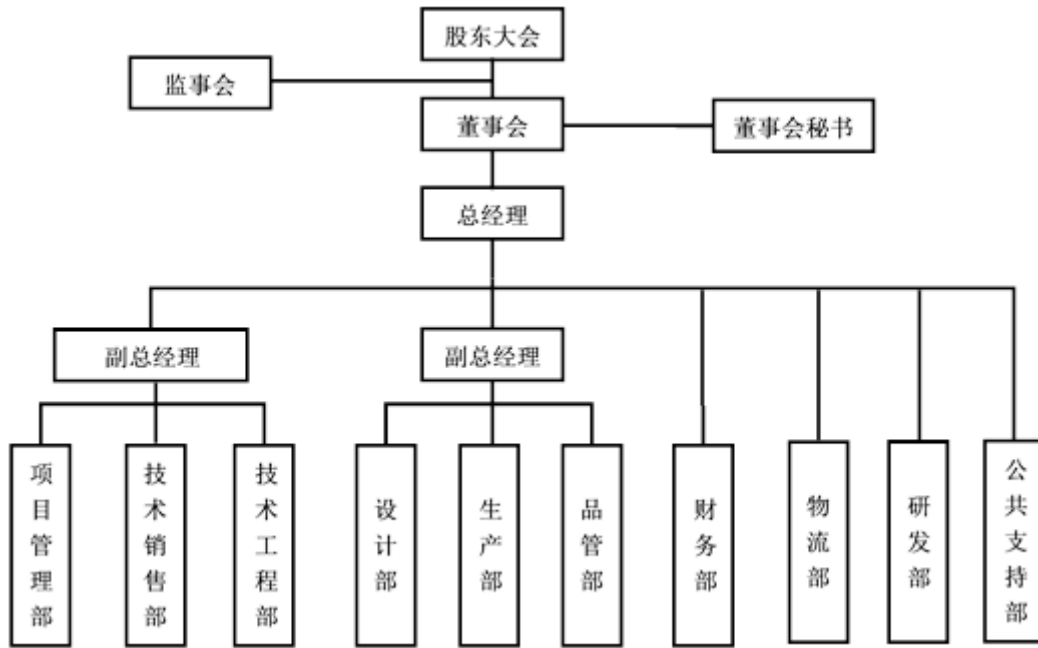 股东大会
监事会
董事会
董事会秘书
总经理
副总经理
副总经理
项目管理部
技术销售部
技术工程部
设计部
生产部
品管部
财务部
物流部
研发部
公共支持部